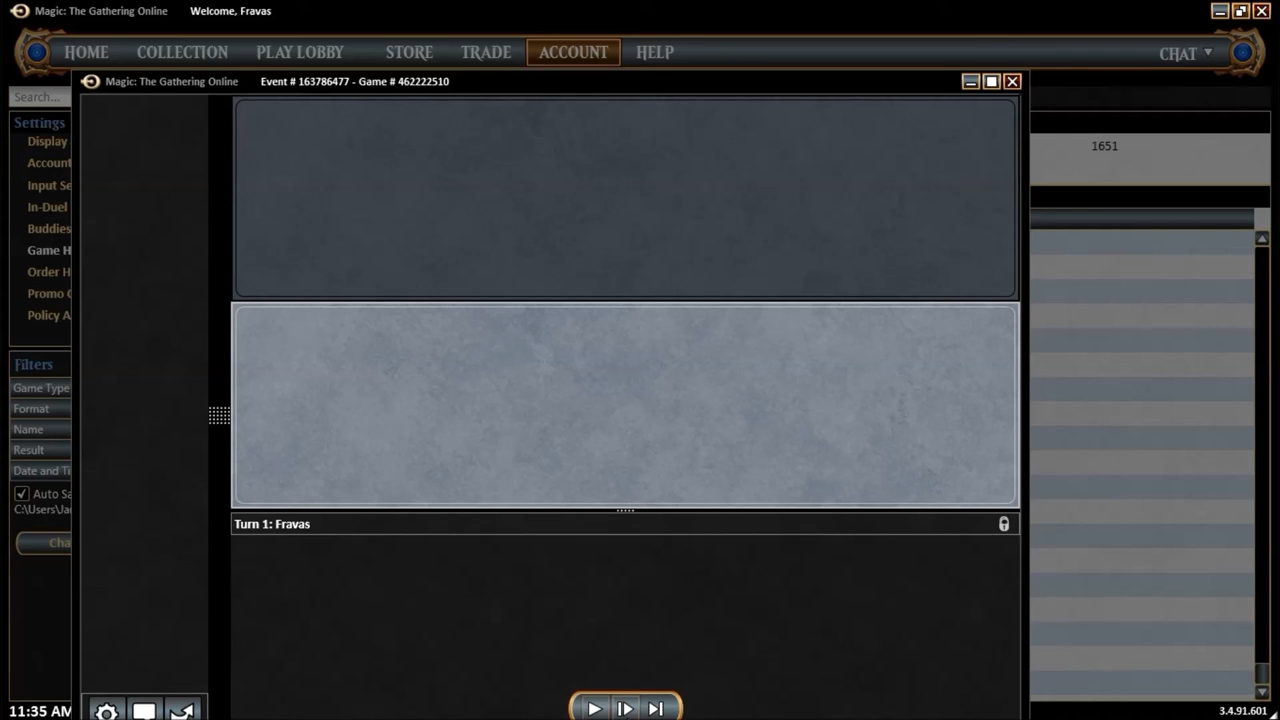 Magic: The Gathering Online Welcome, Fravas
HOME COLLECTION PLAY LOBBY STORE TRADE ACCOUNT HELP CHAT
Magic: The Gathering Online Event # 163786477 - Game # 462222510
Search...
Settings
Display
Account
Input Se
In-Duel
Buddies
Game H
Order H
Promo C
Policy A
1651
Filters
Game Type
Format
Name
Result
Date and Ti
Auto Sa
C:\Users\Ja
Cha
Turn 1: Fravas
11:35 AM
3.4.91.601